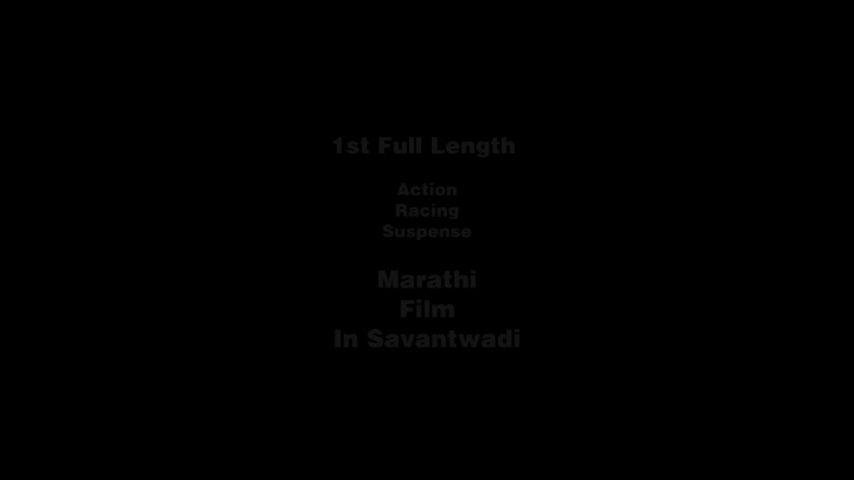 1st Full Length
Action
Racing
Suspense
Marathi
Film
In Savantwadi